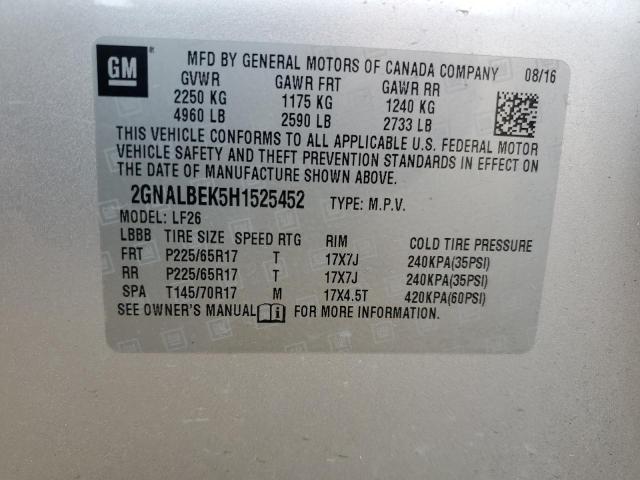 GM
MFD BY GENERAL MOTORS OF CANADA COMPANY 08/16
GVWR GAWR FRT GAWR RR
2250 KG 1175 KG 1240 KG
4960 LB 2590 LB 2733 LB
THIS VEHICLE CONFORMS TO ALL APPLICABLE U.S. FEDERAL MOTOR
VEHICLE SAFETY AND THEFT PREVENTION STANDARDS IN EFFECT ON
THE DATE OF MANUFACTURE SHOWN ABOVE.
2GNALBEK5H1525452 TYPE: M.P.V.
MODEL: LF26
LBBB TIRE SIZE SPEED RTG RIM COLD TIRE PRESSURE
FRT P225/65R17 T 17X7J 240KPA(35PSI)
RR P225/65R17 T 17X7J 240KPA(35PSI)
SPA T145/70R17 M 17X4.5T 420KPA(60PSI)
SEE OWNER'S MANUAL FOR MORE INFORMATION.